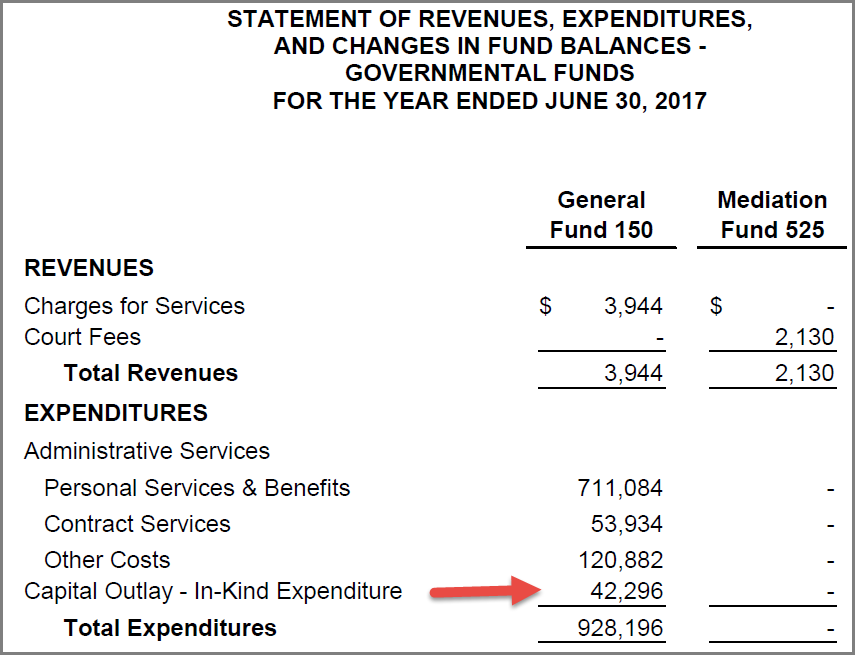 STATEMENT OF REVENUES, EXPENDITURES,
AND CHANGES IN FUND BALANCES -
GOVERNMENTAL FUNDS
FOR THE YEAR ENDED JUNE 30, 2017
General Mediation
Fund 150 Fund 525
REVENUES
Charges for Services $ 3,944 $ -
Court Fees - 2,130
Total Revenues 3,944 2,130
EXPENDITURES
Administrative Services
Personal Services & Benefits 711,084 -
Contract Services 53,934 -
Other Costs 120,882 -
Capital Outlay - In-Kind Expenditure 42,296 -
Total Expenditures 928,196 -